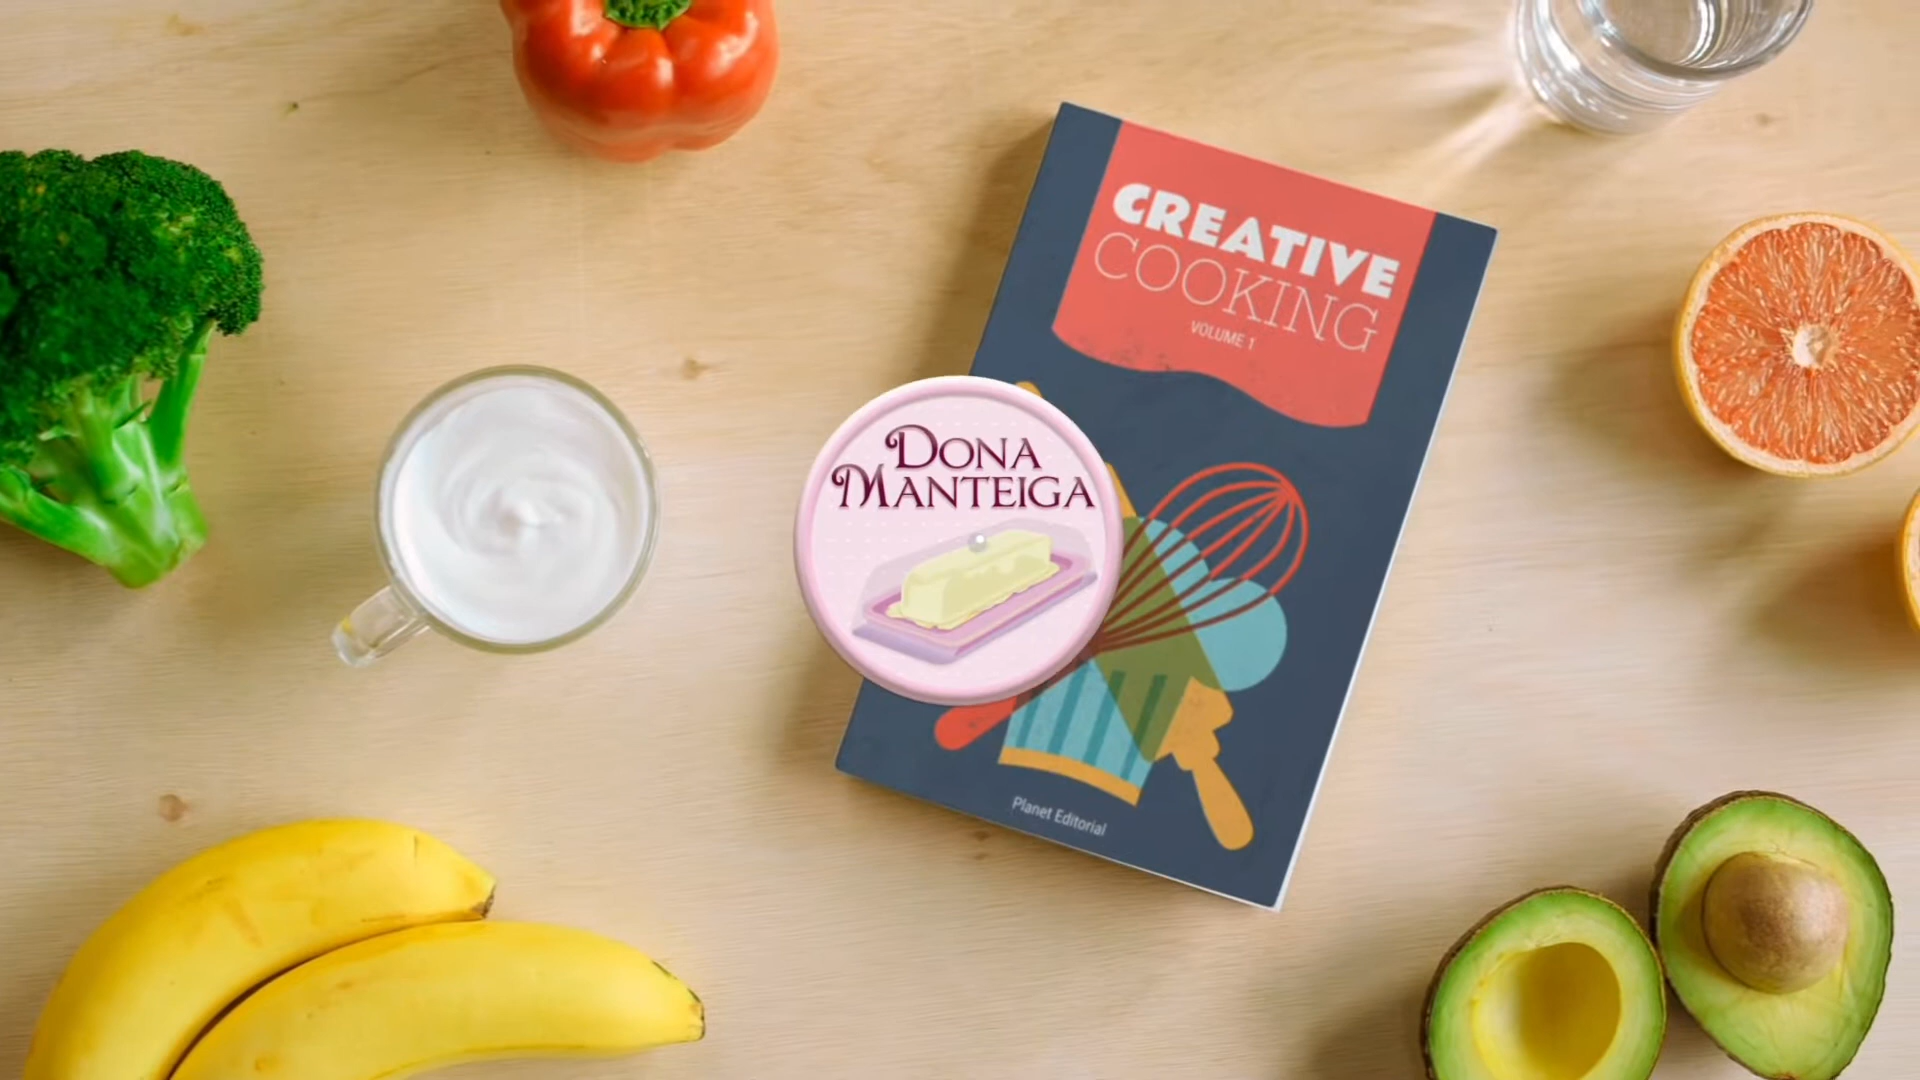 CREATIVE
COOKING
VOLUME 1
DONA
MANTEIGA
Planet Editorial